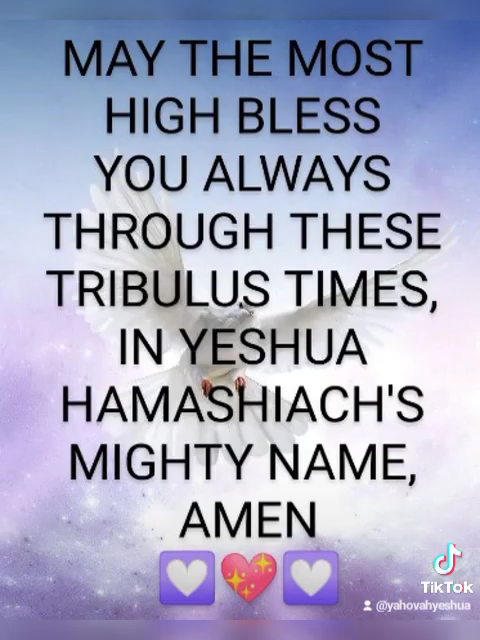 MAY THE MOST
HIGH BLESS
YOU ALWAYS
THROUGH THESE
TRIBULUS TIMES,
IN YESHUA
HAMASHIACH'S
MIGHTY NAME,
AMEN
💟💖💟
TikTok
@yahovahyeshua